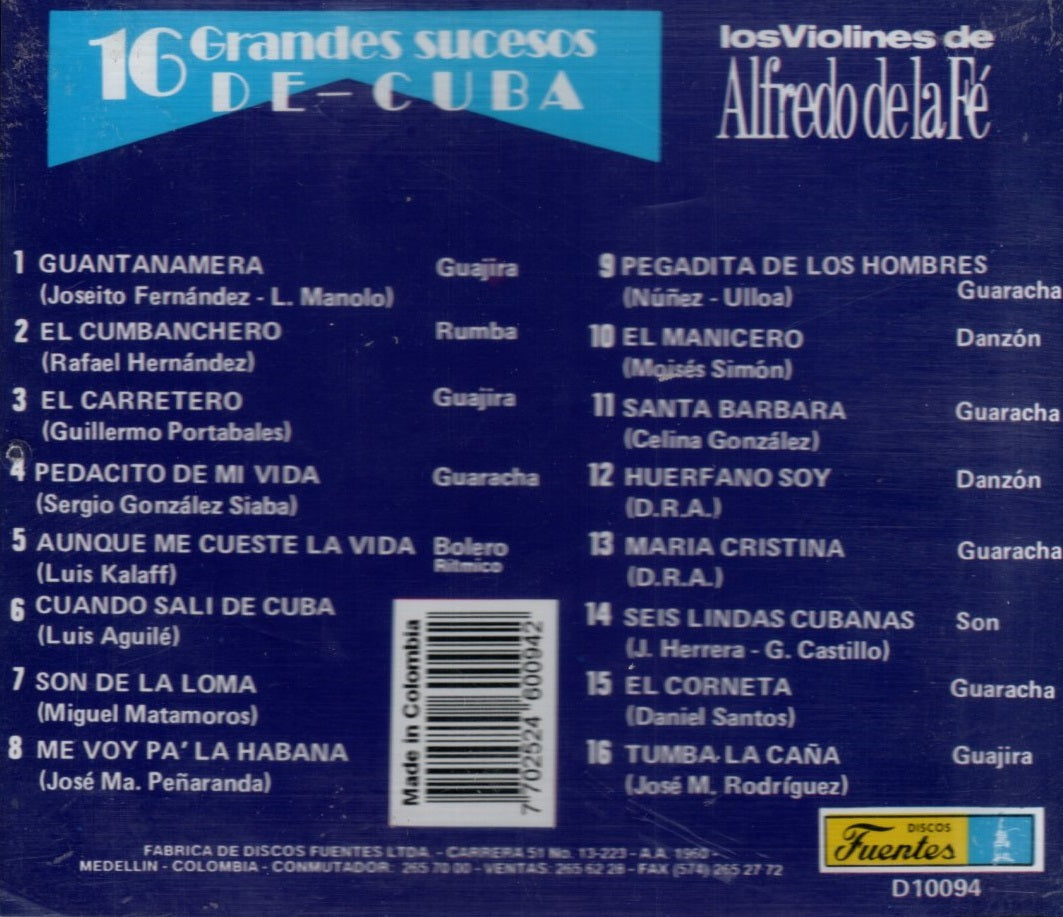 16 Grandes sucesos
DE-CUBA
los Violines de
Alfredo de la Fé
1 GUANTANAMERA Guajira
(Joseito Fernández - L. Manolo)
2 EL CUMBANCHERO Rumba
(Rafael Hernández)
3 EL CARRETERO Guajira
(Guillermo Portabales)
4 PEDACITO DE MI VIDA Guaracha
(Sergio González Siaba)
5 AUNQUE ME CUESTE LA VIDA Bolero
Ritmico
(Luis Kalaff)
6 CUANDO SALI DE CUBA
(Luis Aguilé)
7 SON DE LA LOMA
(Miguel Matamoros)
8 ME VOY PA' LA HABANA
(José Ma. Peñaranda)
9 PEGADITA DE LOS HOMBRES
Guaracha
(Núñez - Ulloa)
10 EL MANICERO Danzón
(Moisés Simón)
11 SANTA BARBARA Guaracha
(Celina González)
12 HUERFANO SOY Danzón
(D.R.A.)
13 MARIA CRISTINA Guaracha
(D.R.A.)
14 SEIS LINDAS CUBANAS Son
(J. Herrera - G. Castillo)
15 EL CORNETA Guaracha
(Daniel Santos)
16 TUMBA LA CAÑA Guajira
(José M. Rodríguez)
Made in Colombia
7 702524 600942
FABRICA DE DISCOS FUENTES LTDA. - CARRERA 51 No. 13-223 - A.A. 1960 -
MEDELLIN - COLOMBIA - CONMUTADOR: 265 70 00 - VENTAS: 265 62 28 - FAX (574) 265 27 72
DISCOS
Fuentes
D10094